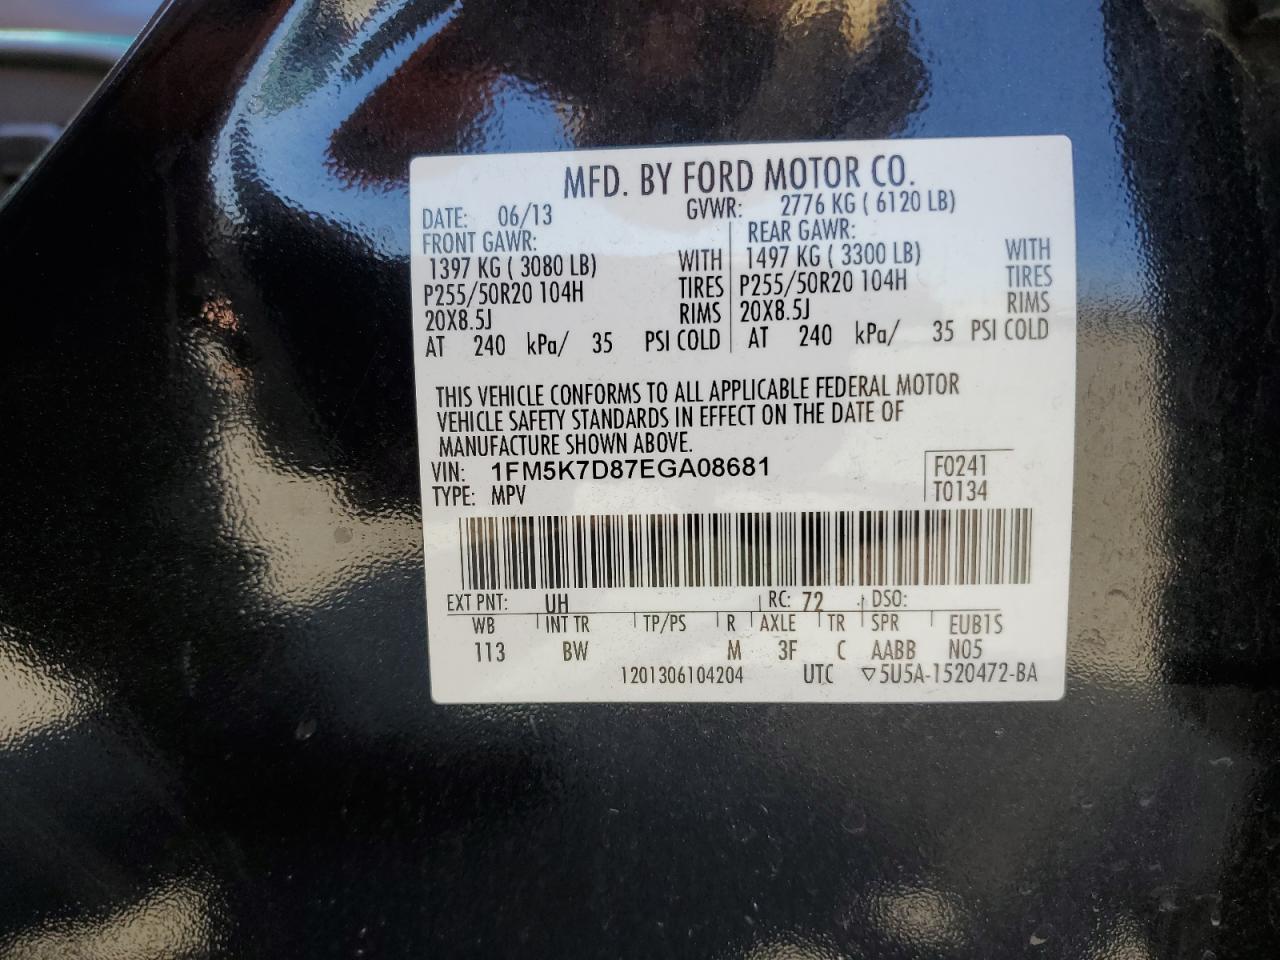 MFD. BY FORD MOTOR CO.
DATE: 06/13 GVWR: 2776 KG ( 6120 LB)
FRONT GAWR: REAR GAWR:
1397 KG ( 3080 LB) WITH 1497 KG ( 3300 LB) WITH
P255/50R20 104H TIRES P255/50R20 104H TIRES
20X8.5J RIMS 20X8.5J RIMS
AT 240 kPa/ 35 PSI COLD AT 240 kPa/ 35 PSI COLD
THIS VEHICLE CONFORMS TO ALL APPLICABLE FEDERAL MOTOR
VEHICLE SAFETY STANDARDS IN EFFECT ON THE DATE OF
MANUFACTURE SHOWN ABOVE.
VIN: 1FM5K7D87EGA08681 F0241
TYPE: MPV T0134
EXT PNT: UH RC: 72 DSO:
WB INT TR TP/PS R AXLE TR SPR EUB1S
113 BW M 3F C AABB N05
1201306104204 UTC ▽5U5A-1520472-BA